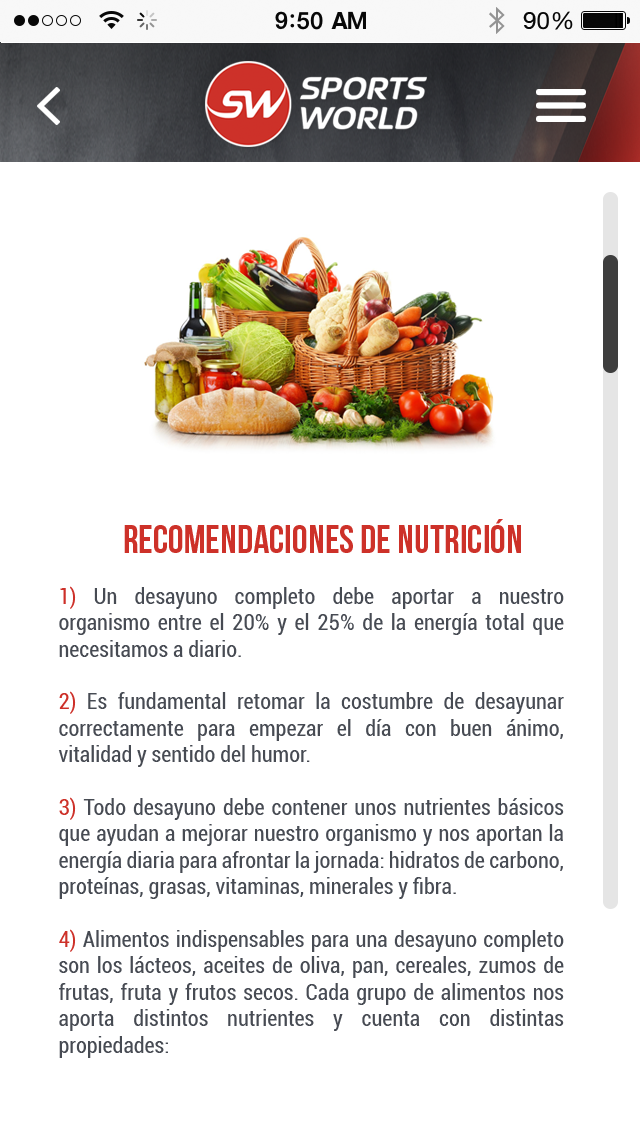 9:50 AM
90%
SW
SPORTS
WORLD
RECOMENDACIONES DE NUTRICIÓN
1) Un desayuno completo debe aportar a nuestro
organismo entre el 20% y el 25% de la energía total que
necesitamos a diario.
2) Es fundamental retomar la costumbre de desayunar
correctamente para empezar el día con buen ánimo,
vitalidad y sentido del humor.
3) Todo desayuno debe contener unos nutrientes básicos
que ayudan a mejorar nuestro organismo y nos aportan la
energía diaria para afrontar la jornada: hidratos de carbono,
proteínas, grasas, vitaminas, minerales y fibra.
4) Alimentos indispensables para una desayuno completo
son los lácteos, aceites de oliva, pan, cereales, zumos de
frutas, fruta y frutos secos. Cada grupo de alimentos nos
aporta distintos nutrientes y cuenta con distintas
propiedades: